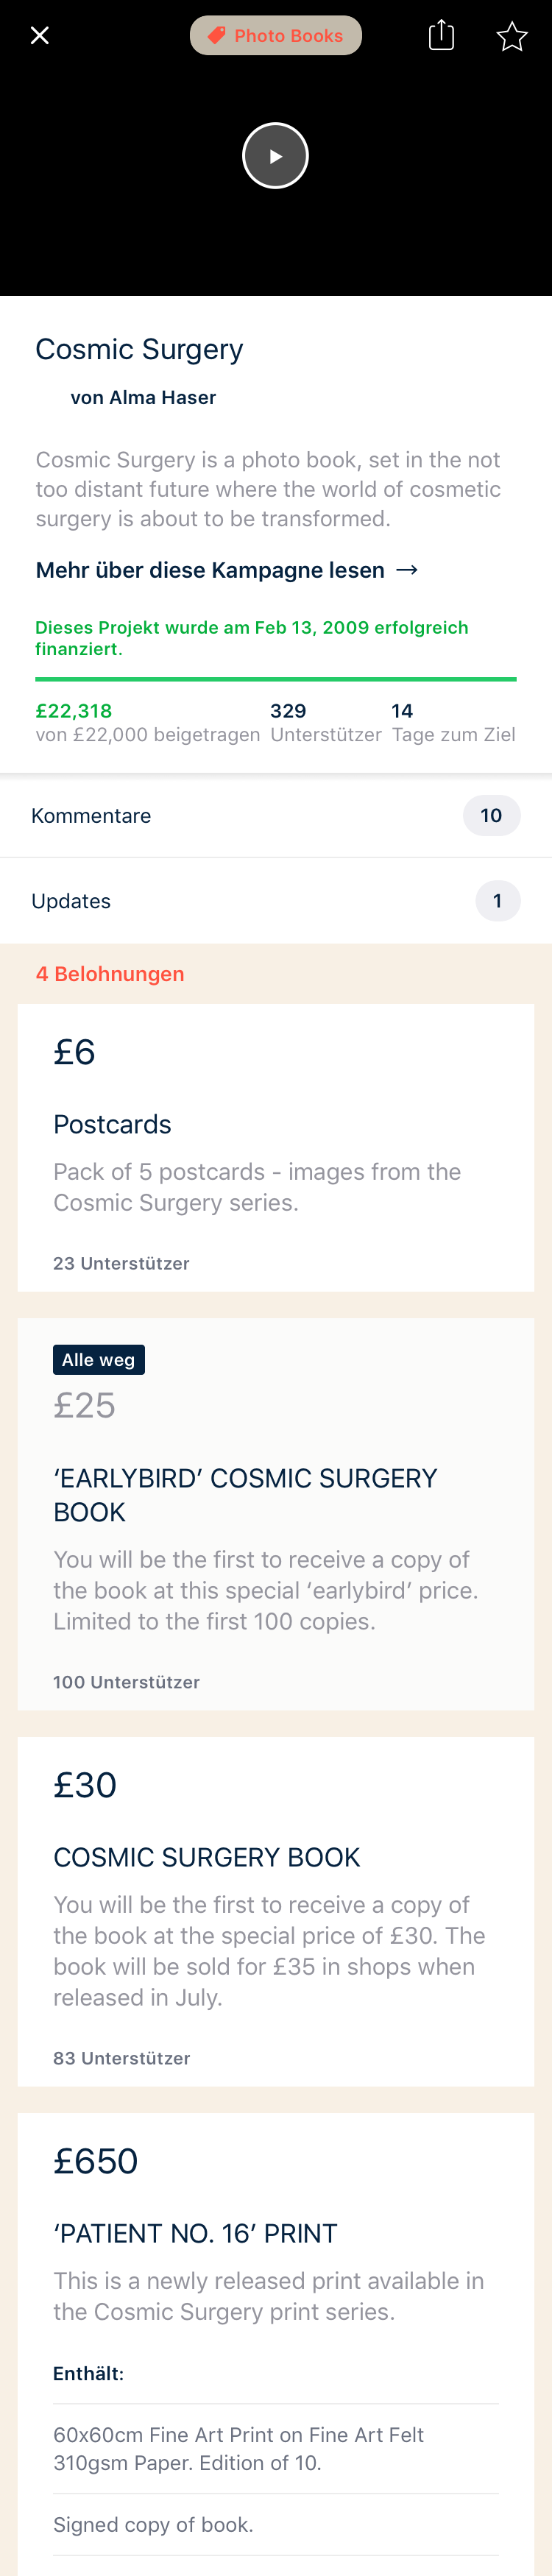 Photo Books
Cosmic Surgery
von Alma Haser
Cosmic Surgery is a photo book, set in the not
too distant future where the world of cosmetic
surgery is about to be transformed.
Mehr über diese Kampagne lesen →
Dieses Projekt wurde am Feb 13, 2009 erfolgreich
finanziert.
£22,318 329 14
von £22,000 beigetragen Unterstützer Tage zum Ziel
Kommentare 10
Updates 1
4 Belohnungen
£6
Postcards
Pack of 5 postcards - images from the
Cosmic Surgery series.
23 Unterstützer
Alle weg
£25
‘EARLYBIRD’ COSMIC SURGERY
BOOK
You will be the first to receive a copy of
the book at this special ‘earlybird’ price.
Limited to the first 100 copies.
100 Unterstützer
£30
COSMIC SURGERY BOOK
You will be the first to receive a copy of
the book at the special price of £30. The
book will be sold for £35 in shops when
released in July.
83 Unterstützer
£650
‘PATIENT NO. 16’ PRINT
This is a newly released print available in
the Cosmic Surgery print series.
Enthält:
60x60cm Fine Art Print on Fine Art Felt
310gsm Paper. Edition of 10.
Signed copy of book.